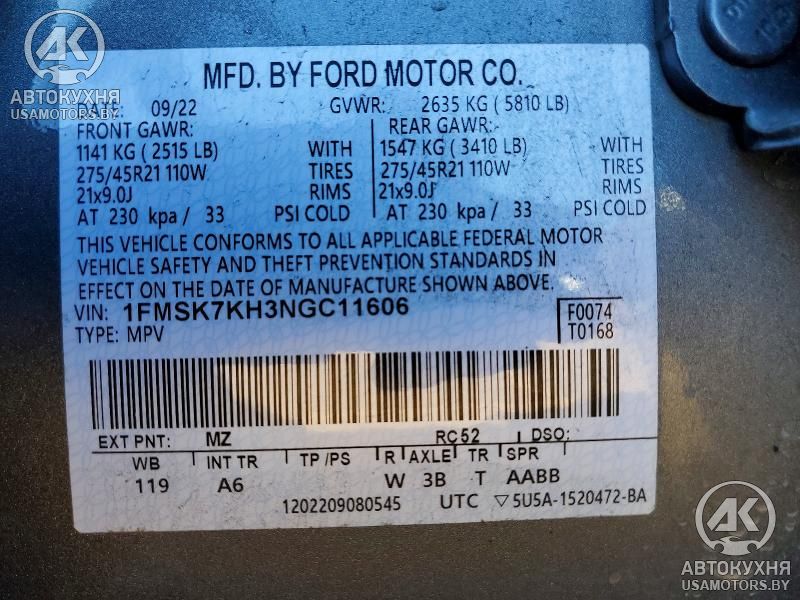 MFD. BY FORD MOTOR CO.
DATE: 09/22 GVWR: 2635 KG ( 5810 LB)
FRONT GAWR: REAR GAWR:
1141 KG ( 2515 LB) WITH 1547 KG ( 3410 LB) WITH
275/45R21 110W TIRES 275/45R21 110W TIRES
21x9.0J RIMS 21x9.0J RIMS
AT 230 kpa / 33 PSI COLD AT 230 kpa / 33 PSI COLD
THIS VEHICLE CONFORMS TO ALL APPLICABLE FEDERAL MOTOR
VEHICLE SAFETY AND THEFT PREVENTION STANDARDS IN
EFFECT ON THE DATE OF MANUFACTURE SHOWN ABOVE.
VIN: 1FMSK7KH3NGC11606 F0074
TYPE: MPV T0168
EXT PNT: MZ RC52 DSO:
WB INT TR TP/PS R AXLE TR SPR
119 A6 W 3B T AABB
1202209080545 UTC ▽5U5A-1520472-BA
АК
АВТОКУХНЯ
USAMOTORS.BY
АК
АВТОКУХНЯ
USAMOTORS.BY